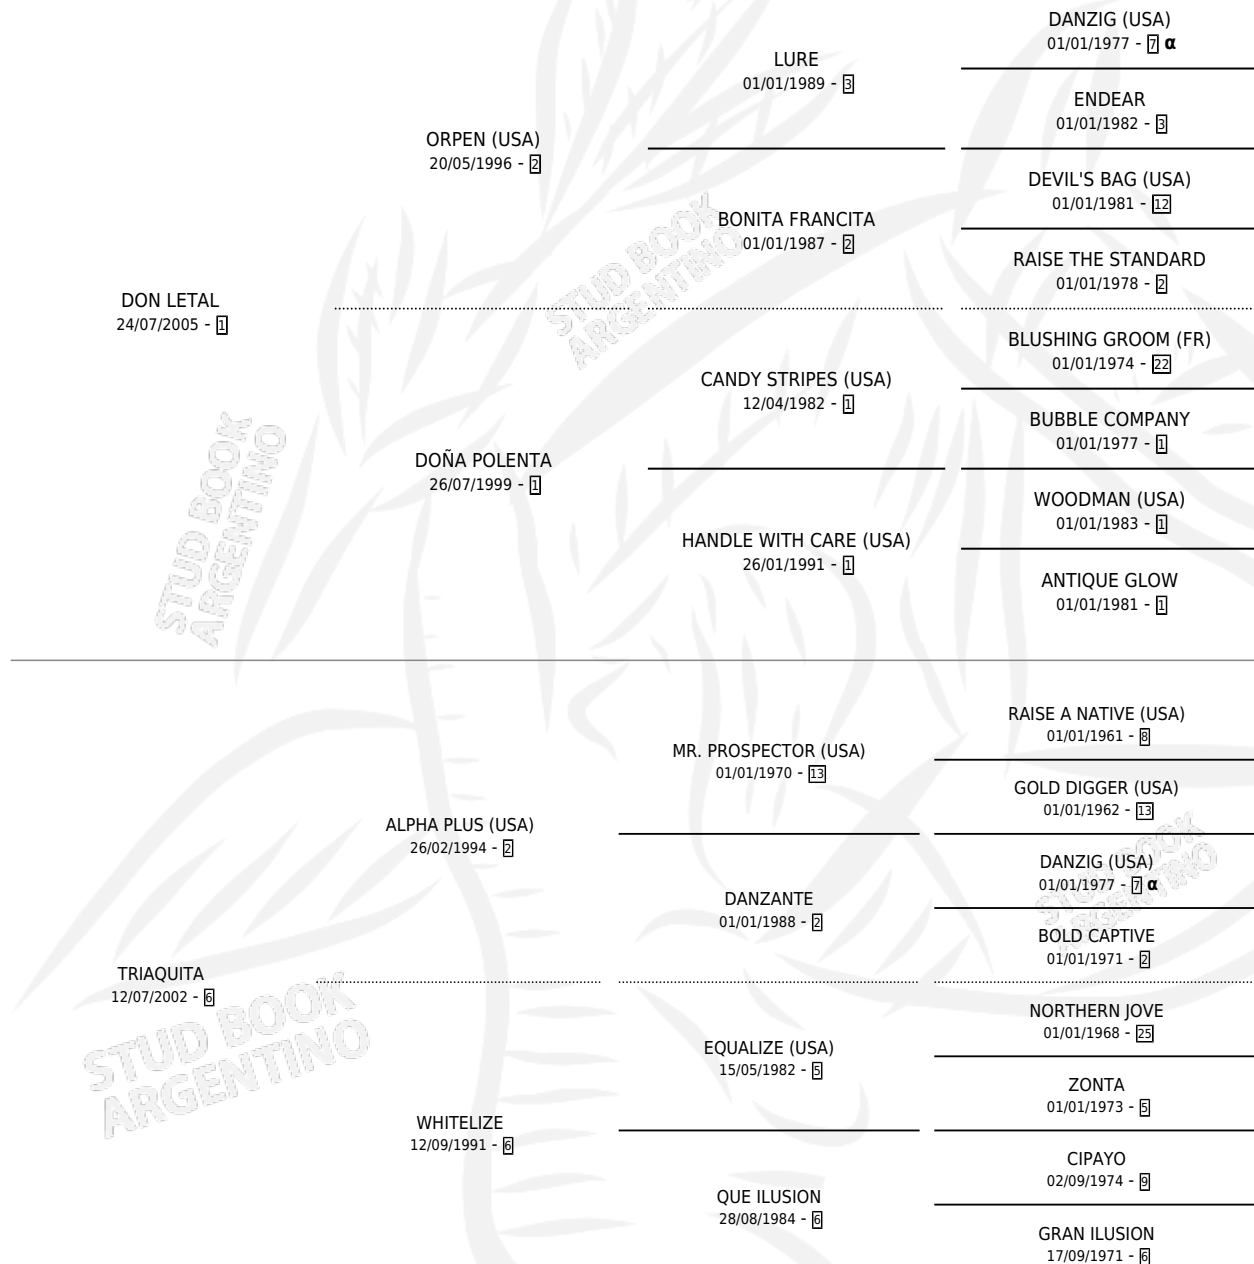 DANZIG (USA)
01/01/1977 - 7 α
LURE
01/01/1989 - 3
ENDEAR
01/01/1982 - 3
ORPEN (USA)
20/05/1996 - 2
DEVIL'S BAG (USA)
01/01/1981 - 12
BONITA FRANCITA
01/01/1987 - 2
RAISE THE STANDARD
01/01/1978 - 2
DON LETAL
24/07/2005 - 1
BLUSHING GROOM (FR)
01/01/1974 - 22
CANDY STRIPES (USA)
12/04/1982 - 1
BUBBLE COMPANY
01/01/1977 - 1
DOÑA POLENTA
26/07/1999 - 1
WOODMAN (USA)
01/01/1983 - 1
HANDLE WITH CARE (USA)
26/01/1991 - 1
ANTIQUE GLOW
01/01/1981 - 1
RAISE A NATIVE (USA)
01/01/1961 - 8
MR. PROSPECTOR (USA)
01/01/1970 - 13
GOLD DIGGER (USA)
01/01/1962 - 13
ALPHA PLUS (USA)
26/02/1994 - 2
DANZIG (USA)
01/01/1977 - 7 α
DANZANTE
01/01/1988 - 2
BOLD CAPTIVE
01/01/1971 - 2
TRIAQUITA
12/07/2002 - 6
NORTHERN JOVE
01/01/1968 - 25
EQUALIZE (USA)
15/05/1982 - 5
ZONTA
01/01/1973 - 5
WHITELIZE
12/09/1991 - 6
CIPAYO
02/09/1974 - 9
QUE ILUSION
28/08/1984 - 6
GRAN ILUSION
17/09/1971 - 6
STUD BOOK
ARGENTINO
STUD BOOK
ARGENTINO
STUD BOOK
ARGENTINO
STUD BOOK
ARGENTINO